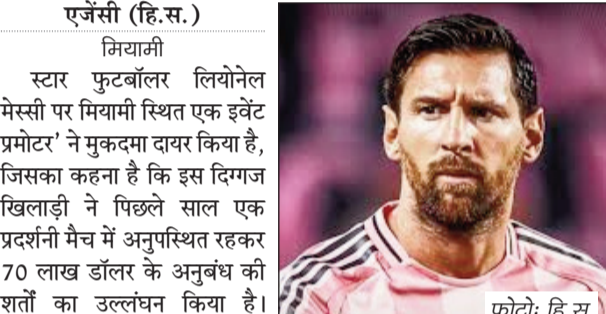 एजेंसी (हि.स.)
मियामी
स्टार फुटबॉलर लियोनेल
मेस्सी पर मियामी स्थित एक इवेंट
प्रमोटर’ ने मुकदमा दायर किया है,
जिसका कहना है कि इस दिग्गज
खिलाड़ी ने पिछले साल एक
प्रदर्शनी मैच में अनुपस्थित रहकर
70 लाख डॉलर के अनुबंध की
शर्तों का उल्लंघन किया है।
फोटो: हि.स.